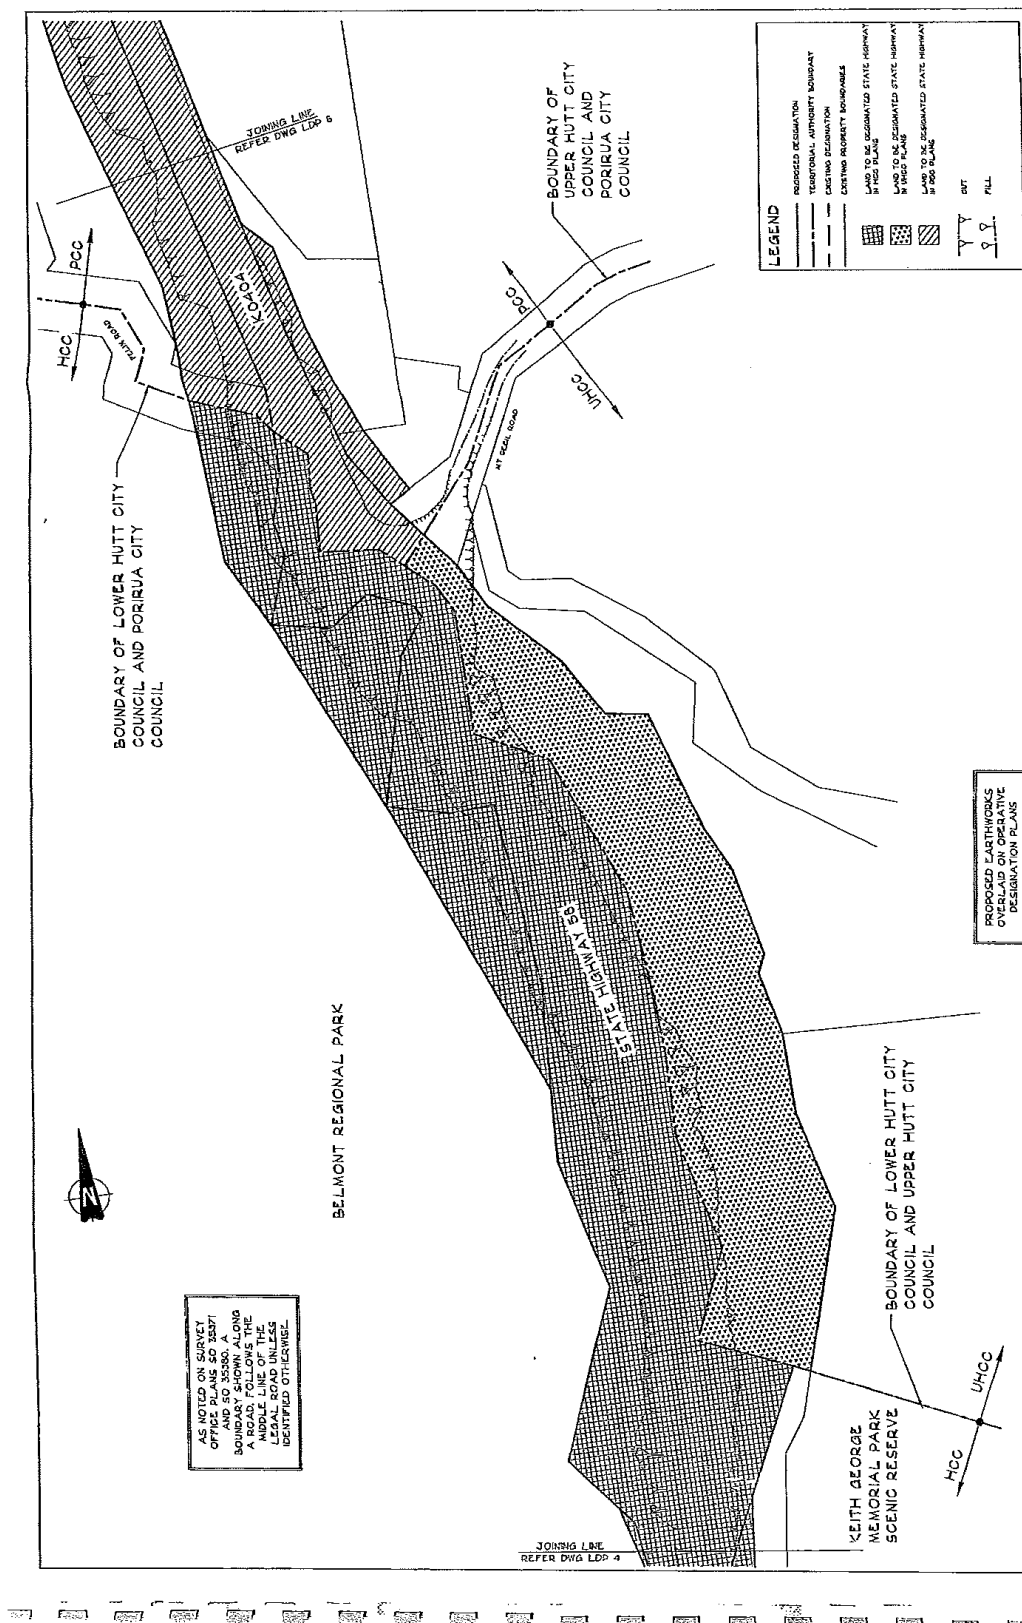 JOINING LINE
REFER DWG LDP 6
HCC
PCC
K0404
BOUNDARY OF LOWER HUTT CITY
COUNCIL AND PORIRUA CITY
COUNCIL
BOUNDARY OF
UPPER HUTT CITY
COUNCIL AND
PORIRUA CITY
COUNCIL
PCC
UHCC
LEGEND
PROPOSED DESIGNATION
TERRITORIAL AUTHORITY BOUNDARY
EXISTING DESIGNATION
EXISTING PROPERTY BOUNDARIES
LAND TO BE DESIGNATED STATE HIGHWAY
IN HCC PLANS
LAND TO BE DESIGNATED STATE HIGHWAY
IN UHCC PLANS
LAND TO BE DESIGNATED STATE HIGHWAY
IN PCC PLANS
CUT
FILL
STATE HIGHWAY 58
BELMONT REGIONAL PARK
N
AS NOTED ON SURVEY
OFFICE PLANS SO 35371
AND SO 35380, A
BOUNDARY SHOWN ALONG
A ROAD, FOLLOWS THE
MIDDLE LINE OF THE
LEGAL ROAD UNLESS
IDENTIFIED OTHERWISE
PROPOSED EARTHWORKS
OVERLAID ON OPERATIVE
DESIGNATION PLANS
BOUNDARY OF LOWER HUTT CITY
COUNCIL AND UPPER HUTT CITY
COUNCIL
HCC
UHCC
KEITH GEORGE
MEMORIAL PARK
SCENIC RESERVE
JOINING LINE
REFER DWG LDP 4